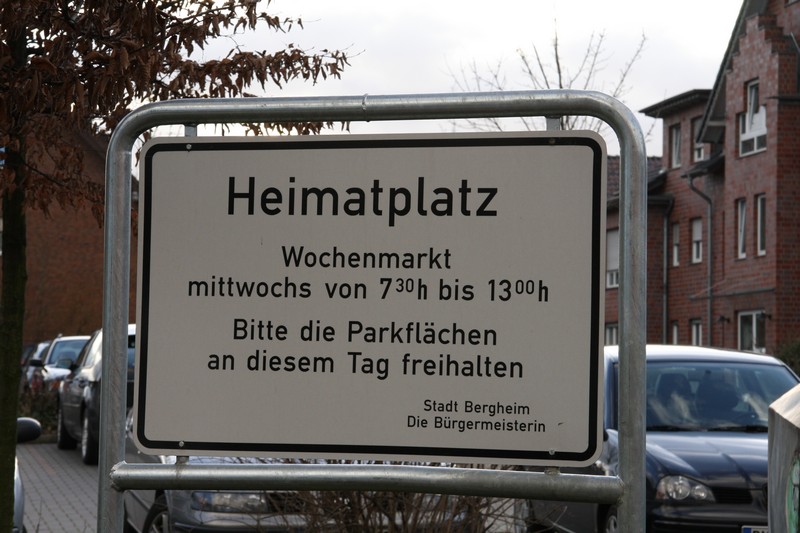 Heimatplatz
Wochenmarkt
mittwochs von 7³⁰h bis 13⁰⁰h
Bitte die Parkflächen
an diesem Tag freihalten
Stadt Bergheim
Die Bürgermeisterin